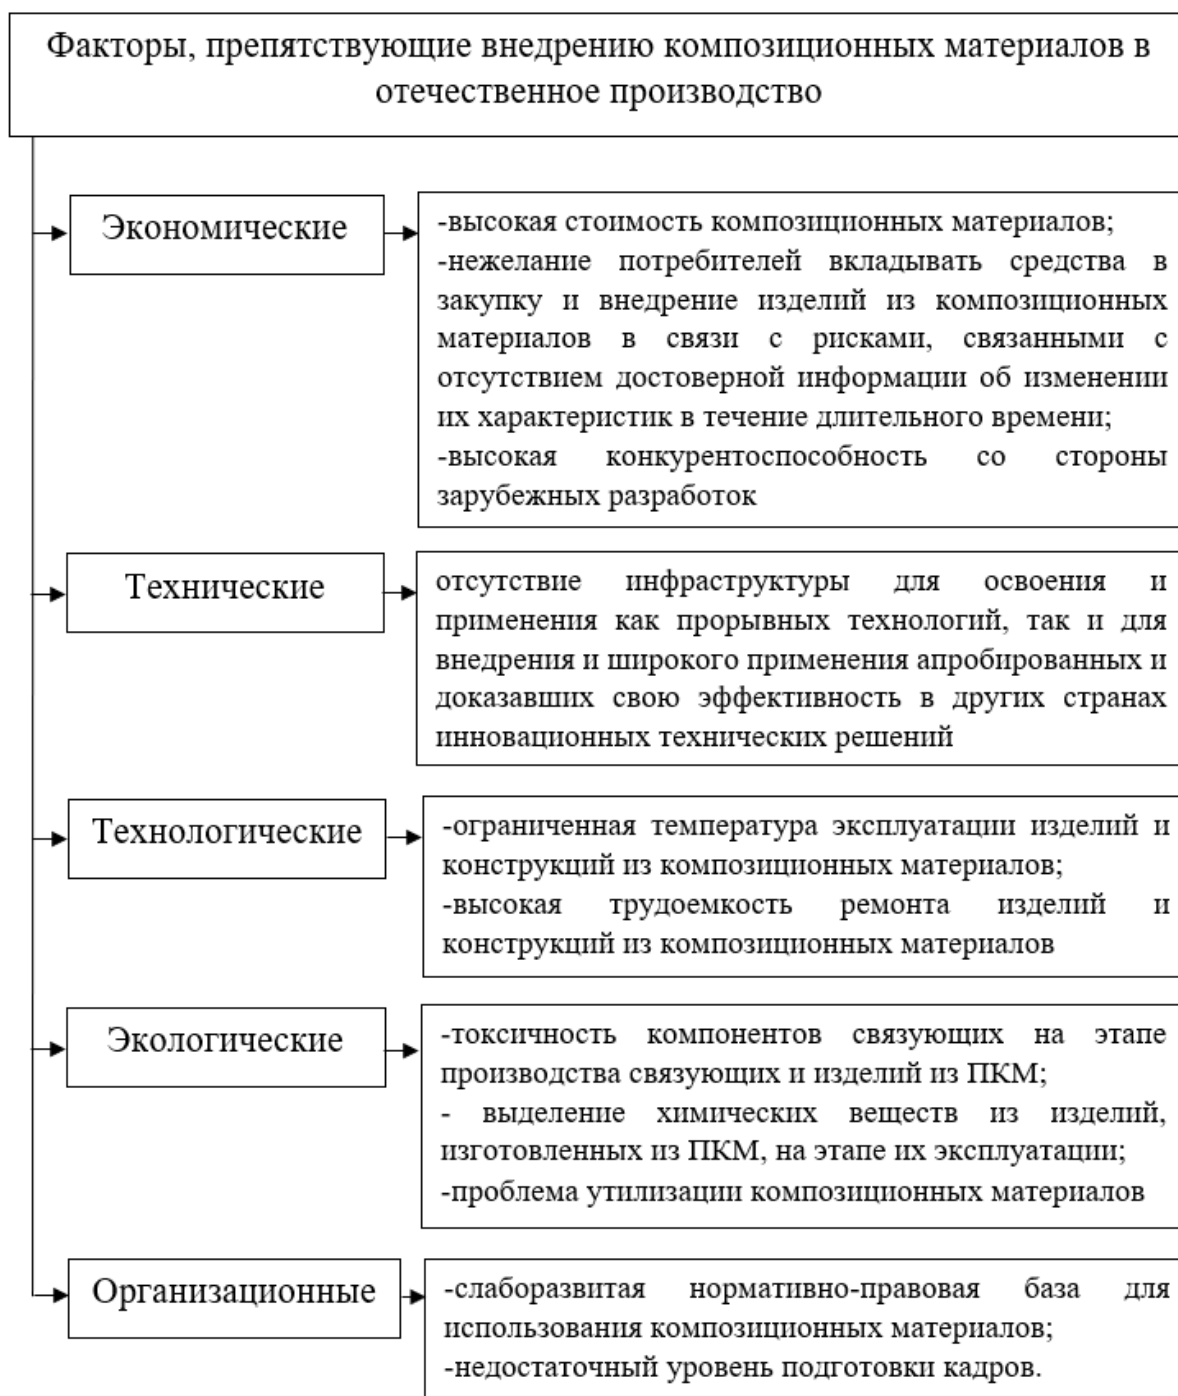 Факторы, препятствующие внедрению композиционных материалов в
отечественное производство
Экономические
-высокая стоимость композиционных материалов;
-нежелание потребителей вкладывать средства в
закупку и внедрение изделий из композиционных
материалов в связи с рисками, связанными с
отсутствием достоверной информации об изменении
их характеристик в течение длительного времени;
-высокая конкурентоспособность со стороны
зарубежных разработок
Технические
отсутствие инфраструктуры для освоения и
применения как прорывных технологий, так и для
внедрения и широкого применения апробированных и
доказавших свою эффективность в других странах
инновационных технических решений
Технологические
-ограниченная температура эксплуатации изделий и
конструкций из композиционных материалов;
-высокая трудоемкость ремонта изделий и
конструкций из композиционных материалов
Экологические
-токсичность компонентов связующих на этапе
производства связующих и изделий из ПКМ;
- выделение химических веществ из изделий,
изготовленных из ПКМ, на этапе их эксплуатации;
-проблема утилизации композиционных материалов
Организационные
-слаборазвитая нормативно-правовая база для
использования композиционных материалов;
-недостаточный уровень подготовки кадров.